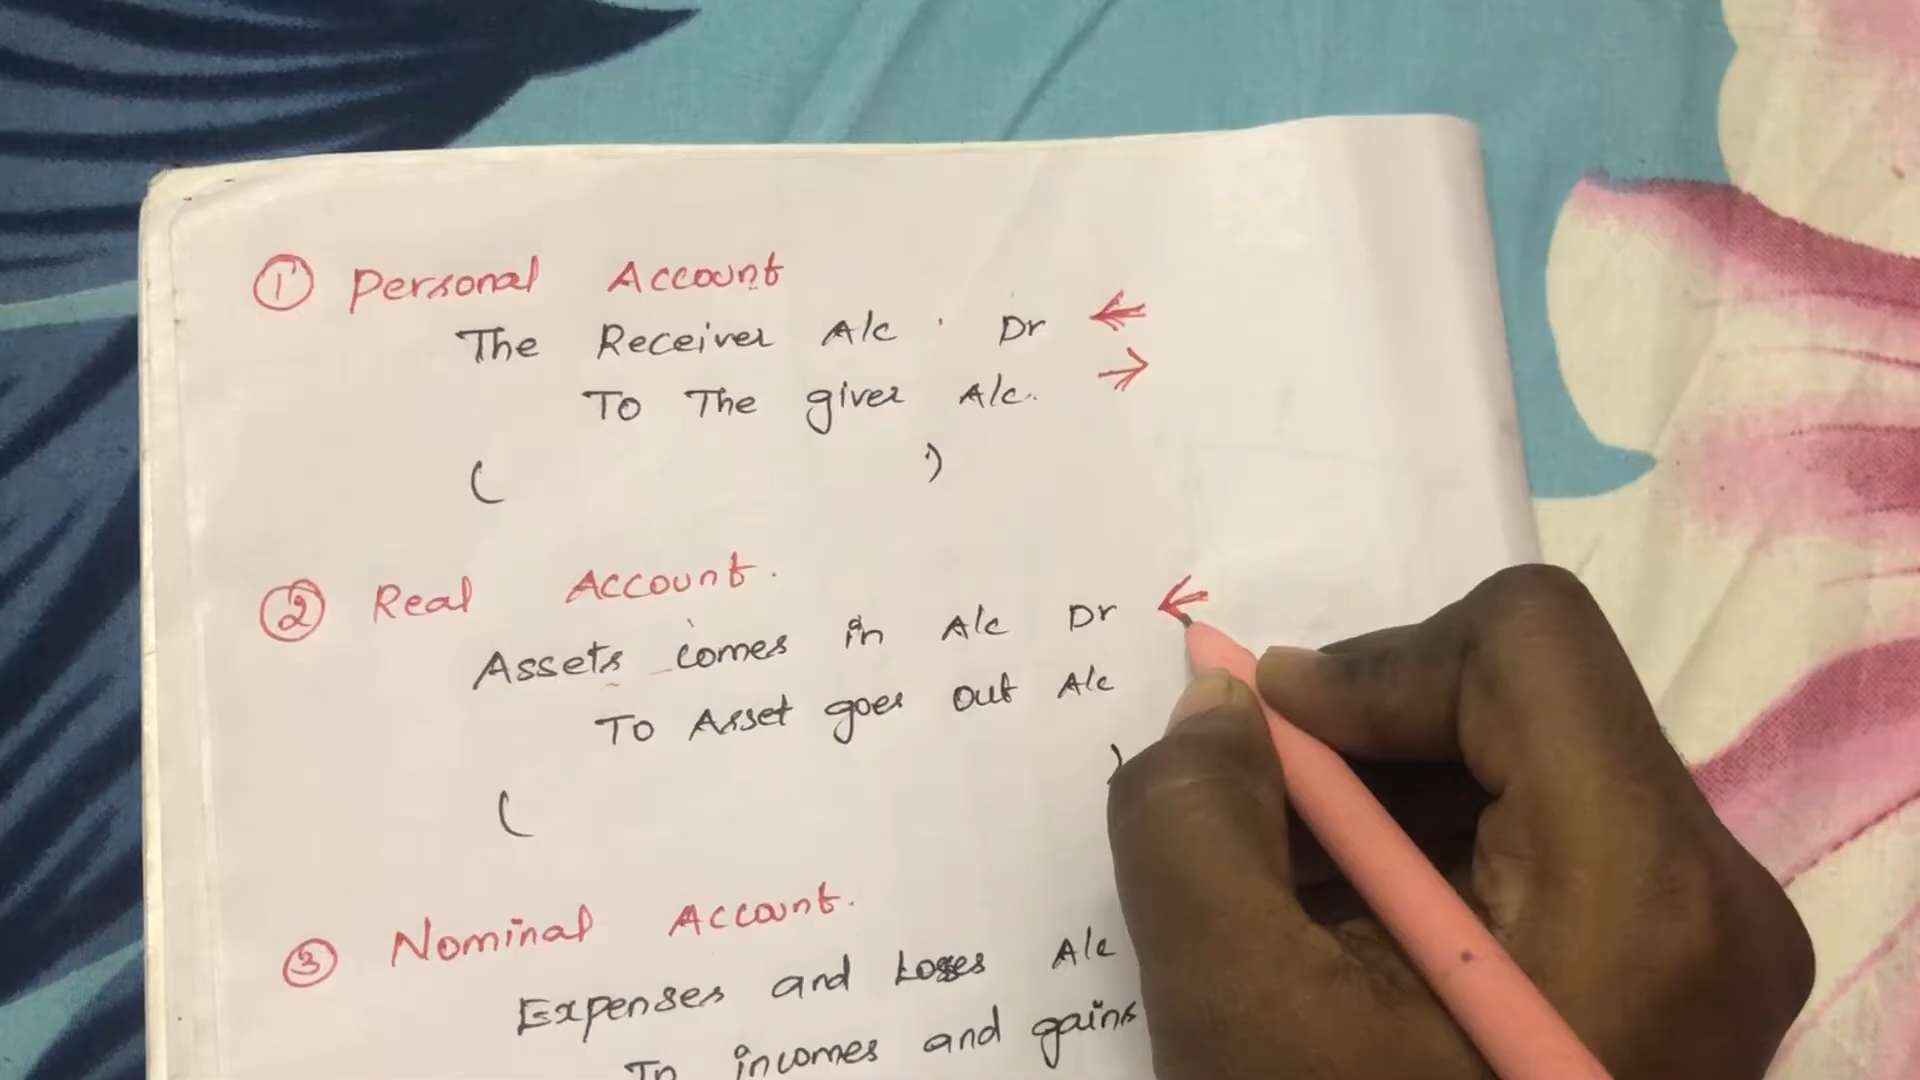 ① Personal Account
The Receiver A/c Dr ←
To The giver A/c. →
( )
② Real Account.
Assets comes in A/c Dr ←
To Asset goes out A/c
( )
③ Nominal Account.
Expenses and Losses A/c
To incomes and gains